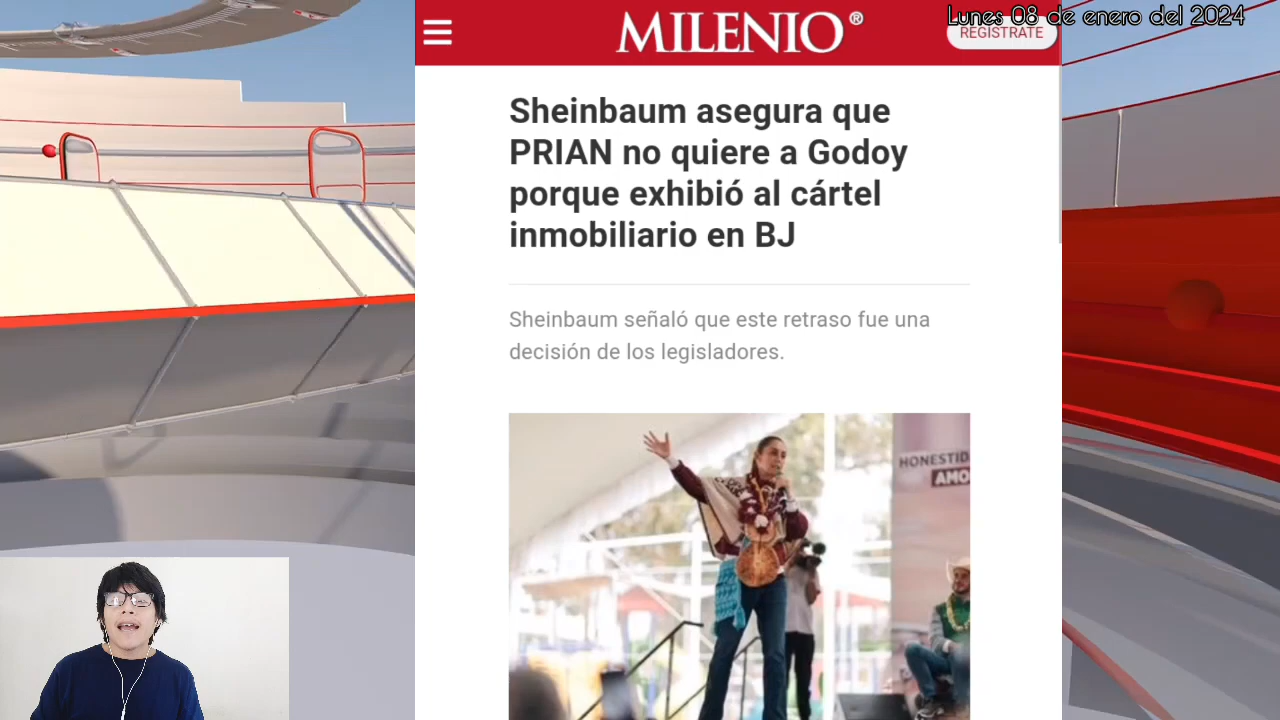 Lunes 08 de enero del 2024
MILENIO®
REGÍSTRATE
Sheinbaum asegura que
PRIAN no quiere a Godoy
porque exhibió al cártel
inmobiliario en BJ
Sheinbaum señaló que este retraso fue una
decisión de los legisladores.
HONESTID
AMO